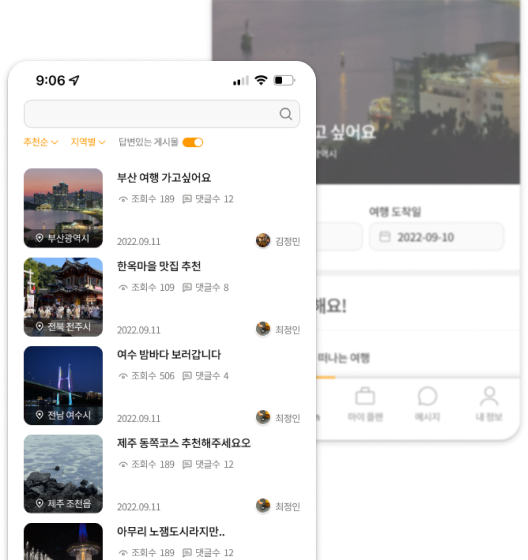 9:06
추천순
지역별
답변있는 게시물
부산 여행 가고싶어요
조회수 189 댓글수 12
부산광역시
2022.09.11
김정민
한옥마을 맛집 추천
조회수 109 댓글수 8
전북 전주시
2022.09.11
최정인
여수 밤바다 보러갑니다
조회수 506 댓글수 4
전남 여수시
2022.09.11
최정인
제주 동쪽코스 추천해주세요오
조회수 189 댓글수 12
제주 조천읍
2022.09.11
최정인
아무리 노잼도시라지만..
조회수 189 댓글수 12
고 싶어요
역시
여행 도착일
2022-09-10
해요!
떠나는 여행
마이 플랜
메시지
내 정보